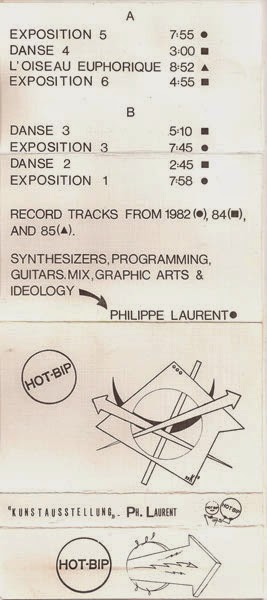 A
EXPOSITION 5 7:55 ●
DANSE 4 3:00 ■
L'OISEAU EUPHORIQUE 8:52 ▲
EXPOSITION 6 4:55 ■
B
DANSE 3 5:10 ■
EXPOSITION 3 7:45 ●
DANSE 2 2:45 ■
EXPOSITION 1 7:58 ●
RECORD TRACKS FROM 1982(●), 84(■),
AND 85(▲).
SYNTHESIZERS, PROGRAMMING,
GUITARS. MIX, GRAPHIC ARTS &
IDEOLOGY
PHILIPPE LAURENT●
HOT-BIP
"KUNSTAUSSTELLUNG„. PH. LAURENT
HOT-BIP
HOT-BIP